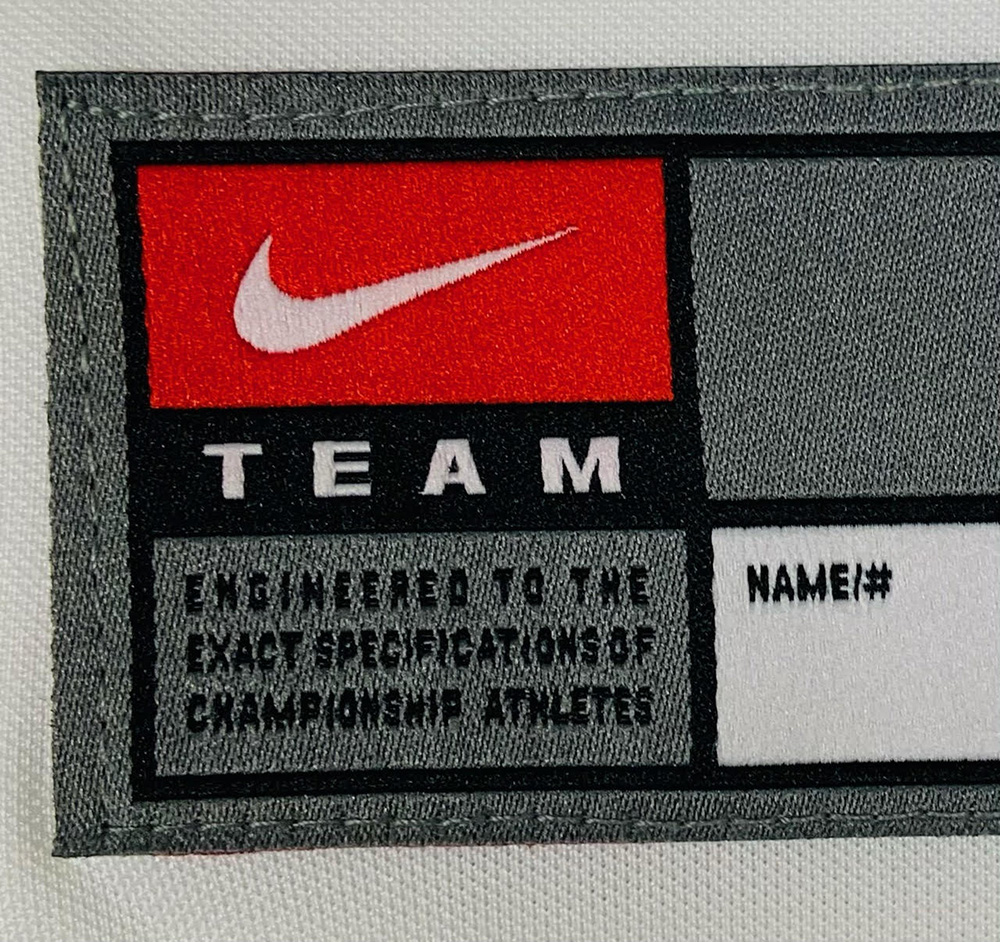 TEAM
ENGINEERED TO THE
EXACT SPECIFICATIONS OF
CHAMPIONSHIP ATHLETES
NAME/#